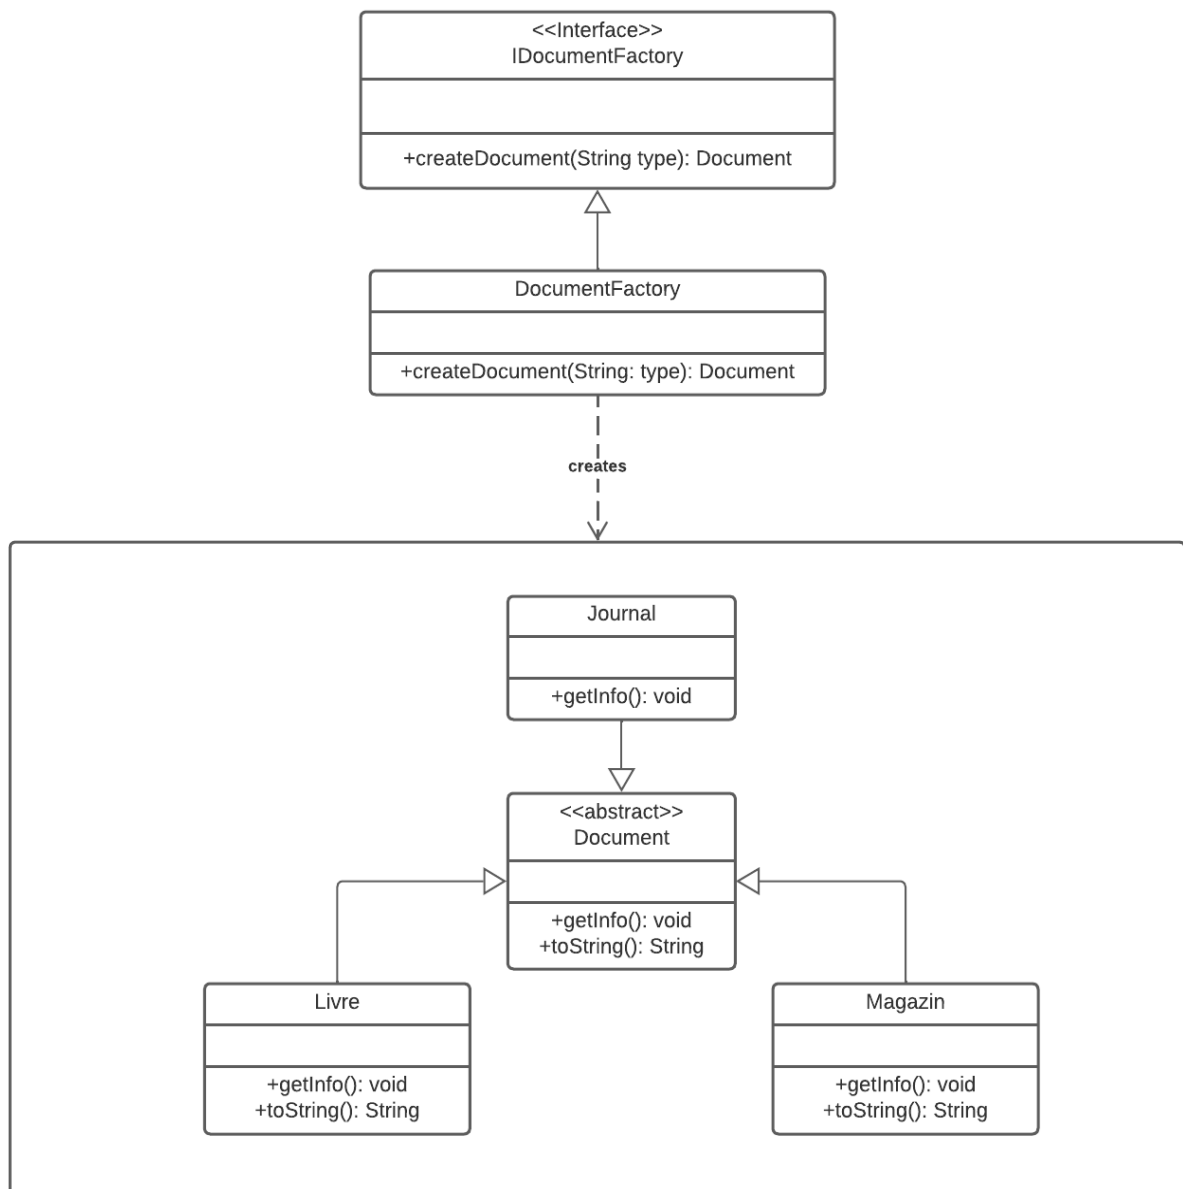 <<Interface>>
IDocumentFactory
+createDocument(String type): Document
DocumentFactory
+createDocument(String: type): Document
creates
Journal
+getInfo(): void
<<abstract>>
Document
+getInfo(): void
+toString(): String
Livre
+getInfo(): void
+toString(): String
Magazin
+getInfo(): void
+toString(): String